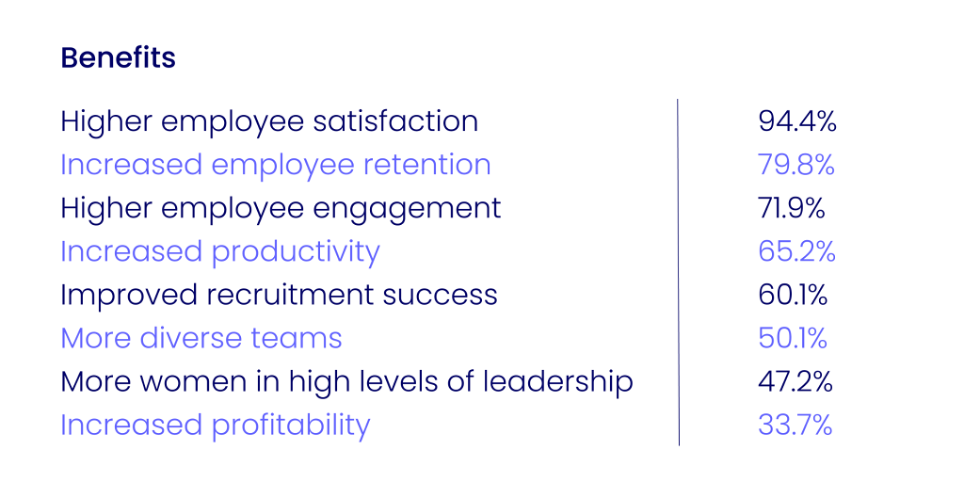 Benefits
Higher employee satisfaction 94.4%
Increased employee retention 79.8%
Higher employee engagement 71.9%
Increased productivity 65.2%
Improved recruitment success 60.1%
More diverse teams 50.1%
More women in high levels of leadership 47.2%
Increased profitability 33.7%